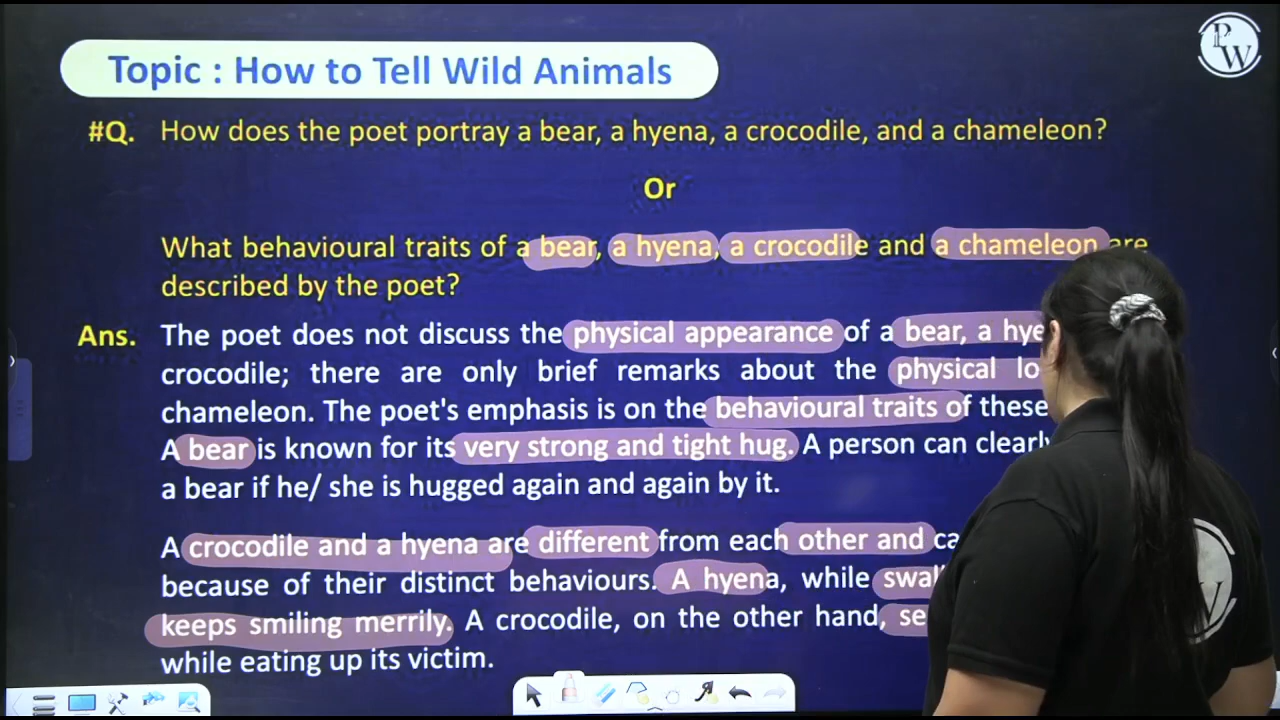 PW
Topic : How to Tell Wild Animals
#Q. How does the poet portray a bear, a hyena, a crocodile, and a chameleon?
Or
What behavioural traits of a bear, a hyena, a crocodile and a chameleon are
described by the poet?
Ans. The poet does not discuss the physical appearance of a bear, a hye
crocodile; there are only brief remarks about the physical lo
chameleon. The poet's emphasis is on the behavioural traits of these
A bear is known for its very strong and tight hug. A person can clearly
a bear if he/ she is hugged again and again by it.
A crocodile and a hyena are different from each other and ca
because of their distinct behaviours. A hyena, while swal
keeps smiling merrily. A crocodile, on the other hand, se
while eating up its victim.
W